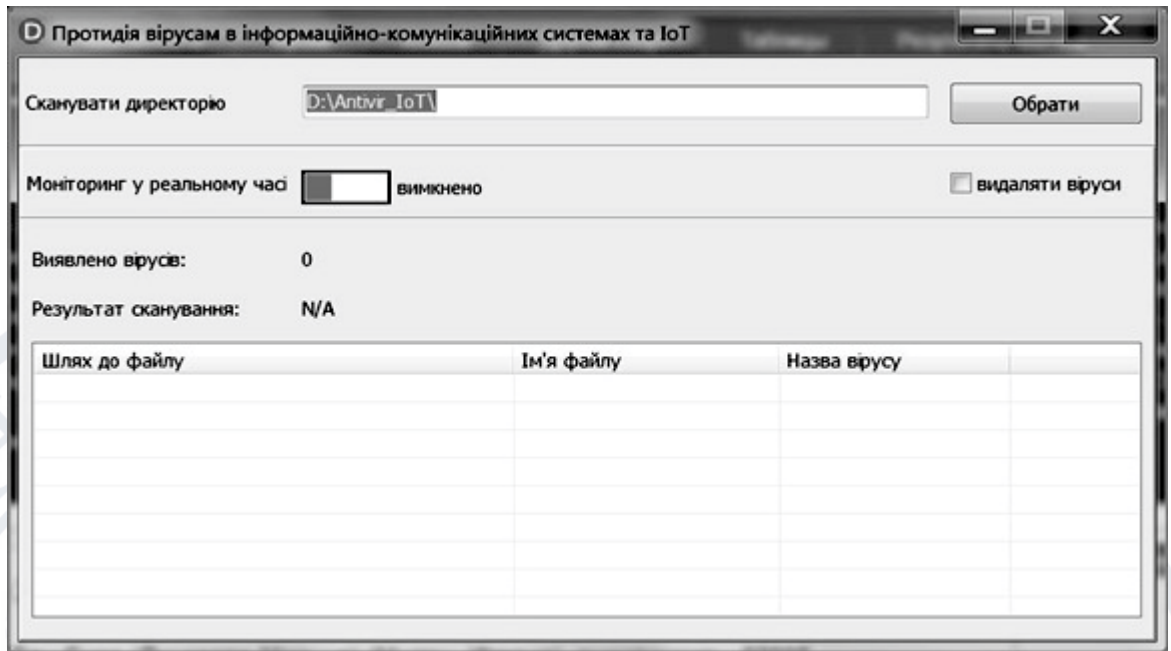 Протидія вірусам в інформаційно-комунікаційних системах та IoT
Сканувати директорію D:\Antivir_IoT\ Обрати
Моніторинг у реальному часі вимкнено видаляти віруси
Виявлено вірусів: 0
Результат сканування: N/A
Шлях до файлу Ім'я файлу Назва вірусу